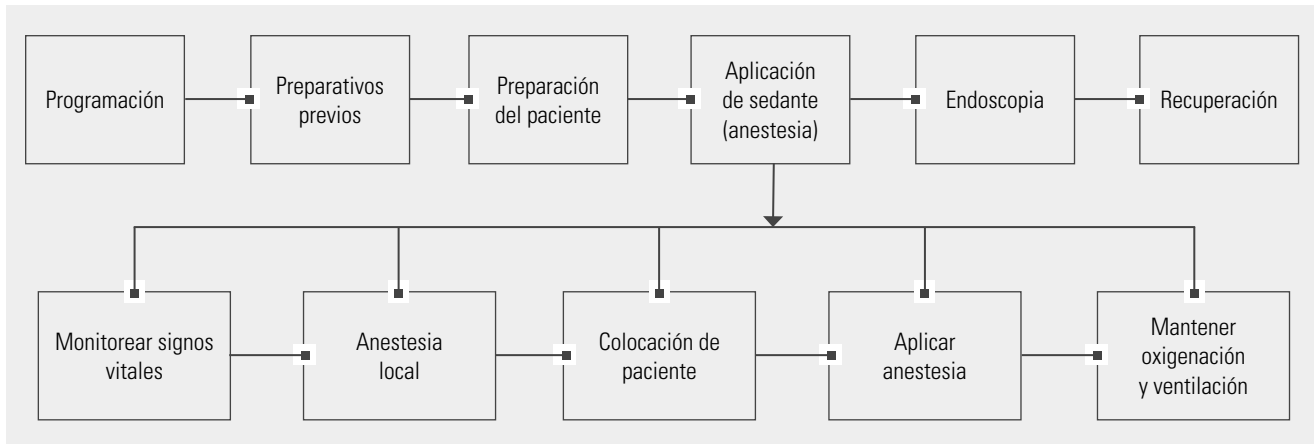 Programación
Preparativos
previos
Preparación
del paciente
Aplicación
de sedante
(anestesia)
Endoscopia
Recuperación
Monitorear signos
vitales
Anestesia
local
Colocación de
paciente
Aplicar
anestesia
Mantener
oxigenación
y ventilación